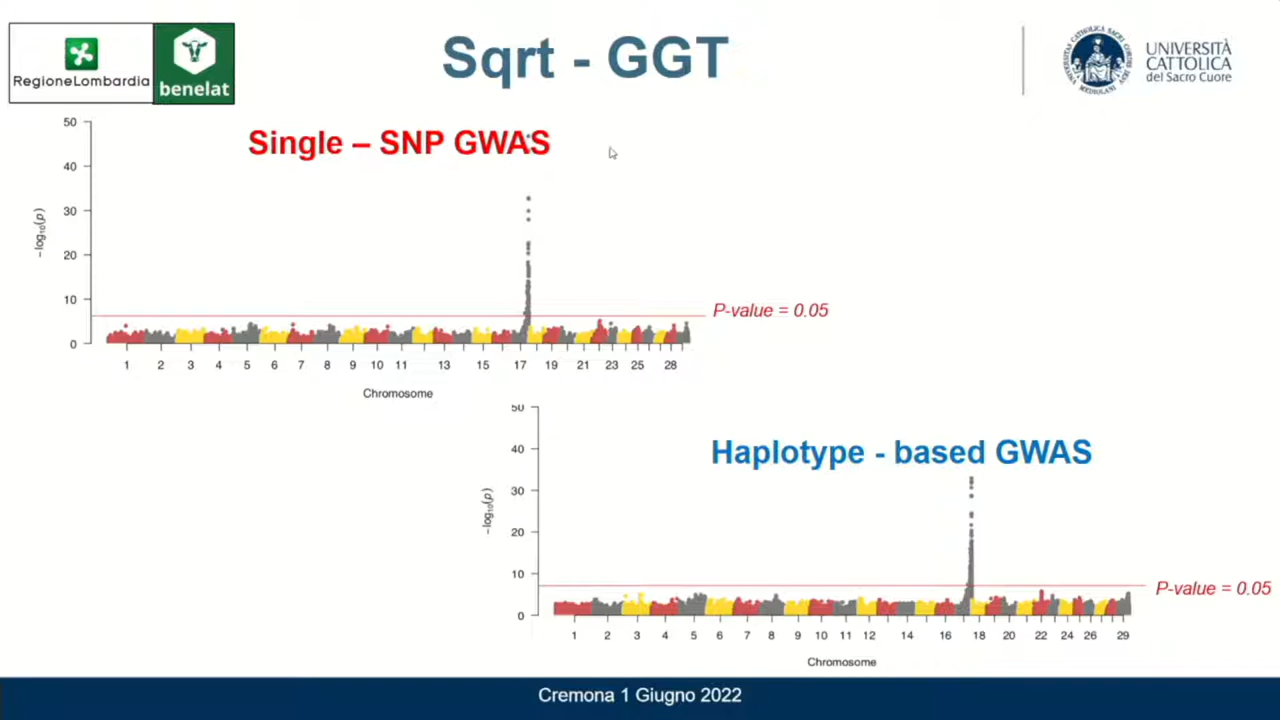 RegioneLombardia
benelat
Sqrt - GGT
UNIVERSITÀ
CATTOLICA
del Sacro Cuore
Single – SNP GWAS
50
40
30
20
10
0
-log10(p)
P-value = 0.05
1 2 3 4 5 6 7 8 9 10 11 13 15 17 19 21 23 25 28
Chromosome
Haplotype - based GWAS
50
40
30
20
10
0
-log10(p)
P-value = 0.05
1 2 3 4 5 6 7 8 9 10 11 12 14 16 18 20 22 24 26 29
Chromosome
Cremona 1 Giugno 2022